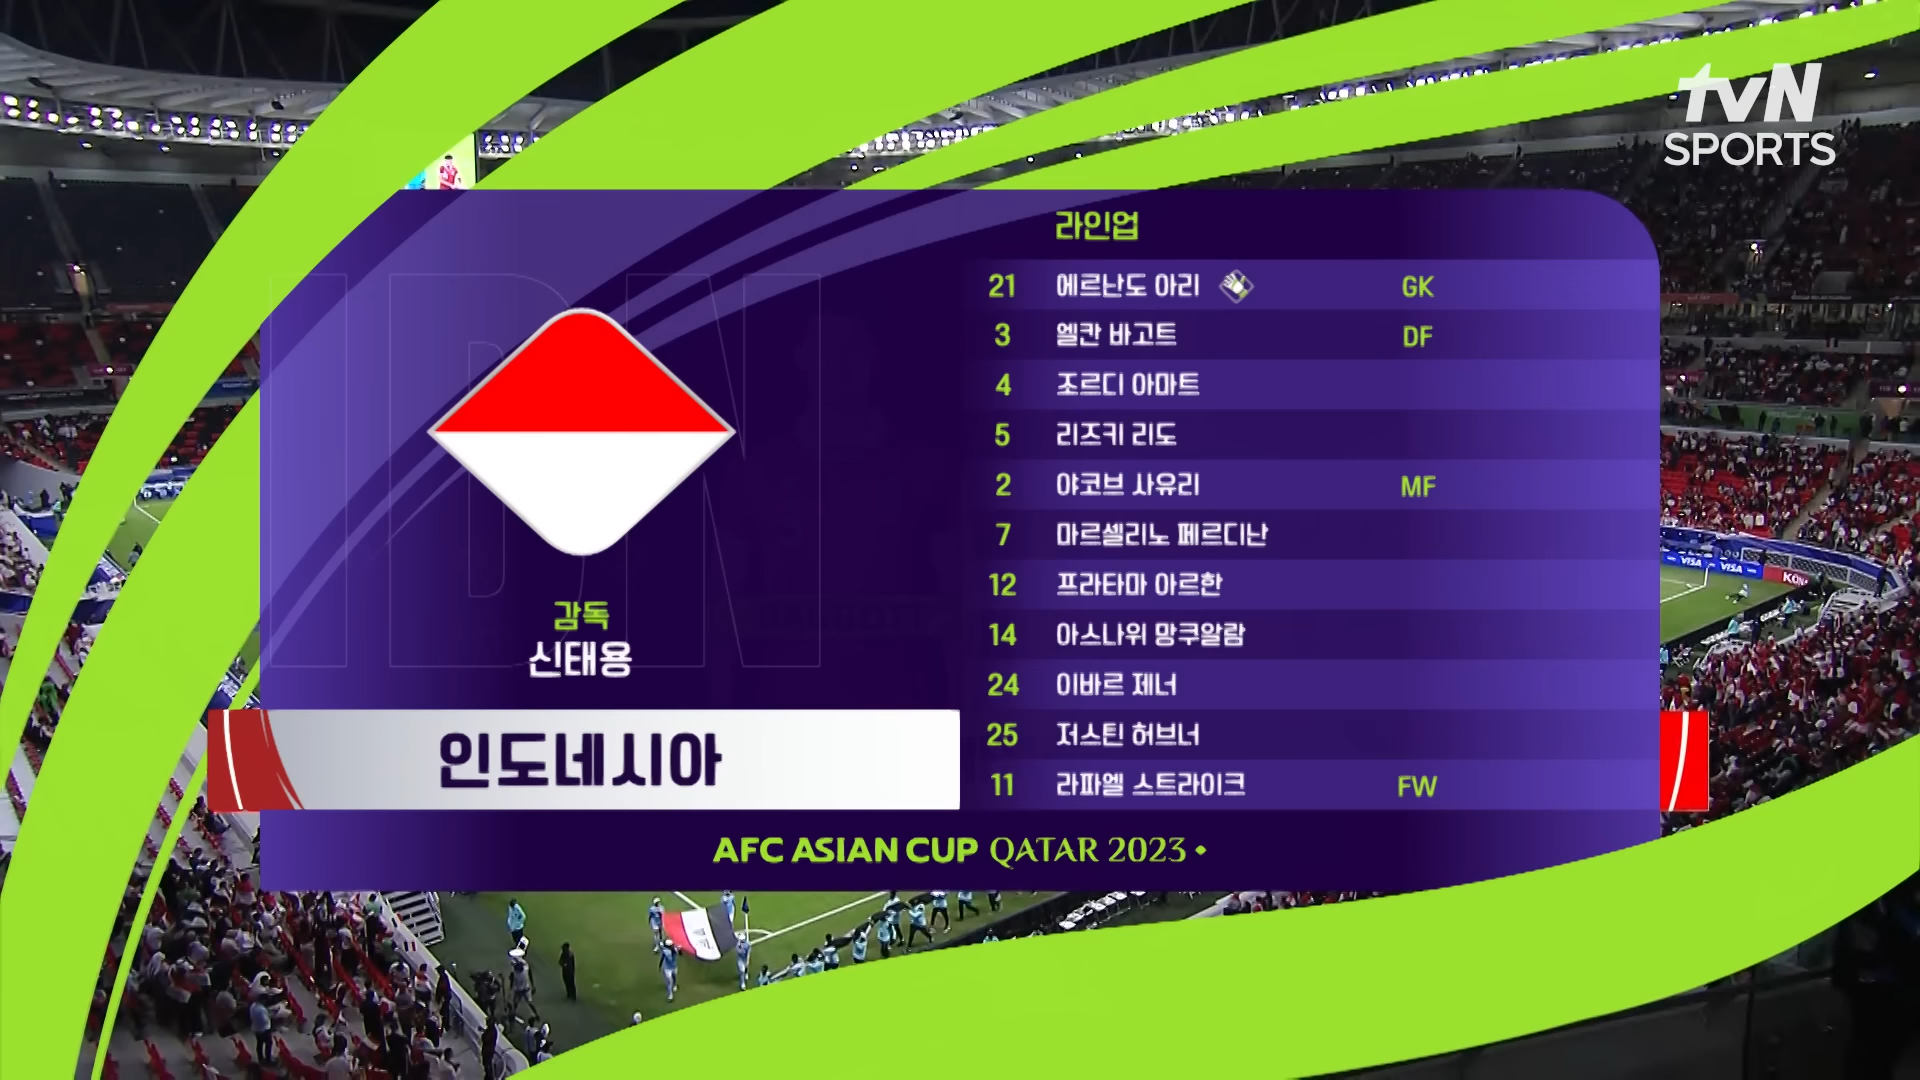 tvN
SPORTS
라인업
21 에르난도 아리 GK
3 엘칸 바고트 DF
4 조르디 아마트
5 리즈키 리도
2 야코브 사유리 MF
7 마르셀리노 페르디난
12 프라타마 아르한
14 아스나위 망쿠알람
24 이바르 제너
25 저스틴 허브너
11 라파엘 스트라이크 FW
IDN
감독
신태용
인도네시아
AFC ASIAN CUP QATAR 2023
VISA VISA